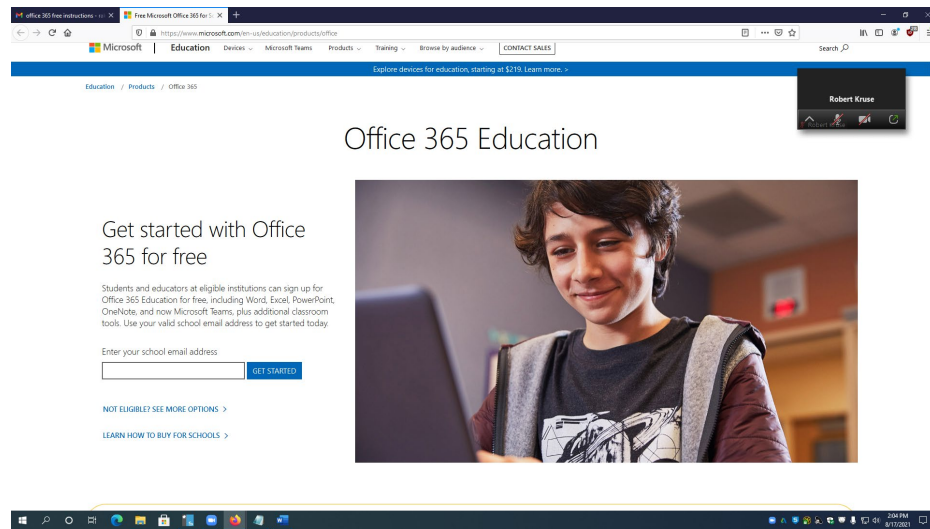 office 365 free instructions - ro
Free Microsoft Office 365 for Sc
https://www.microsoft.com/en-us/education/products/office
Microsoft Education Devices Microsoft Teams Products Training Browse by audience CONTACT SALES Search
Explore devices for education, starting at $219. Learn more. >
Education / Products / Office 365
Robert Kruse
Robert Kruse
Office 365 Education
Get started with Office
365 for free
Students and educators at eligible institutions can sign up for
Office 365 Education for free, including Word, Excel, PowerPoint,
OneNote, and now Microsoft Teams, plus additional classroom
tools. Use your valid school email address to get started today.
Enter your school email address
GET STARTED
NOT ELIGIBLE? SEE MORE OPTIONS >
LEARN HOW TO BUY FOR SCHOOLS >
2:04 PM
8/17/2021